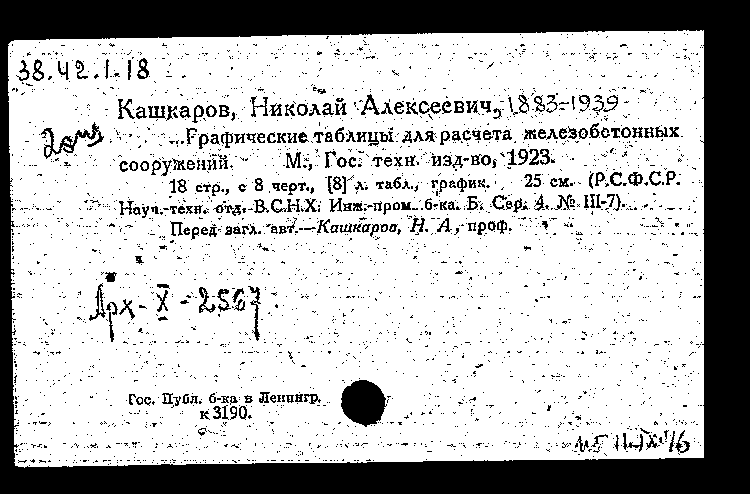 38.42.1.18
Кашкаров, Николай Алексеевич, 1883-1939
...Графические таблицы для расчета железобетонных
сооружений. М., Гос. техн. изд-во, 1923.
18 стр., с 8 черт., [8] л. табл., график. 25 см. (Р.С.Ф.С.Р.
Науч.-техн. отд. В.С.Н.Х. Инж.-пром. б-ка. Б. Сер. 4. № III-7).
Перед загл. авт.—Кашкаров, Н. А., проф.
Арх-X-2567
Гос. Публ. б-ка в Ленингр.
к 3190.